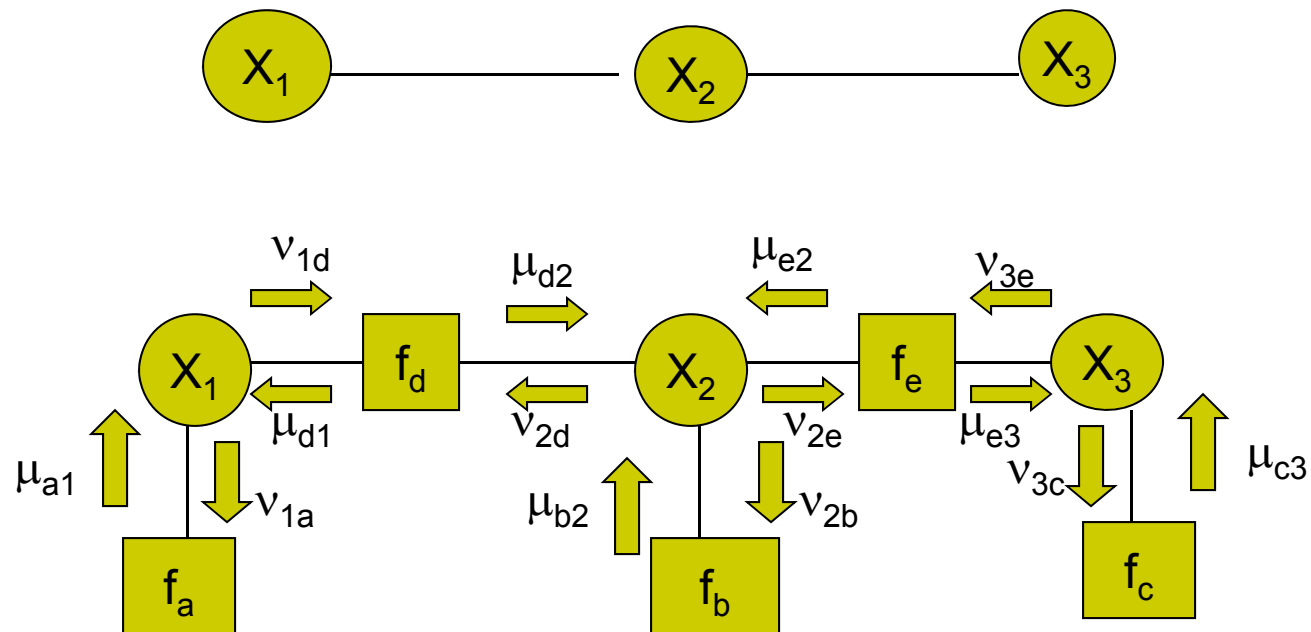 X₁ X₂ X₃
ν₁d μd₂ μe₂ ν₃e
X₁ fd X₂ fe X₃
μd₁ ν₂d ν₂e μe₃
μa₁ ν₁a μb₂ ν₂b ν₃c μc₃
fa fb fc